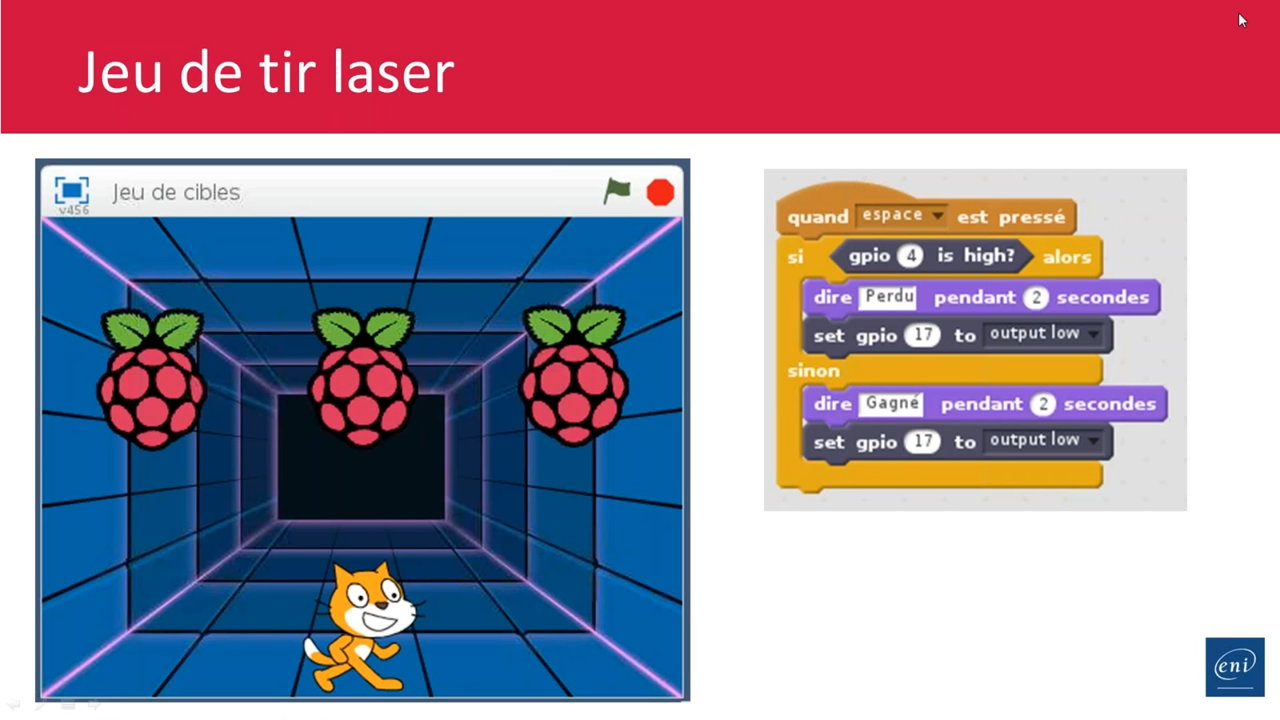 Jeu de tir laser
Jeu de cibles
v456
quand espace est pressé
si gpio 4 is high? alors
dire Perdu pendant 2 secondes
set gpio 17 to output low
sinon
dire Gagné pendant 2 secondes
set gpio 17 to output low
eni